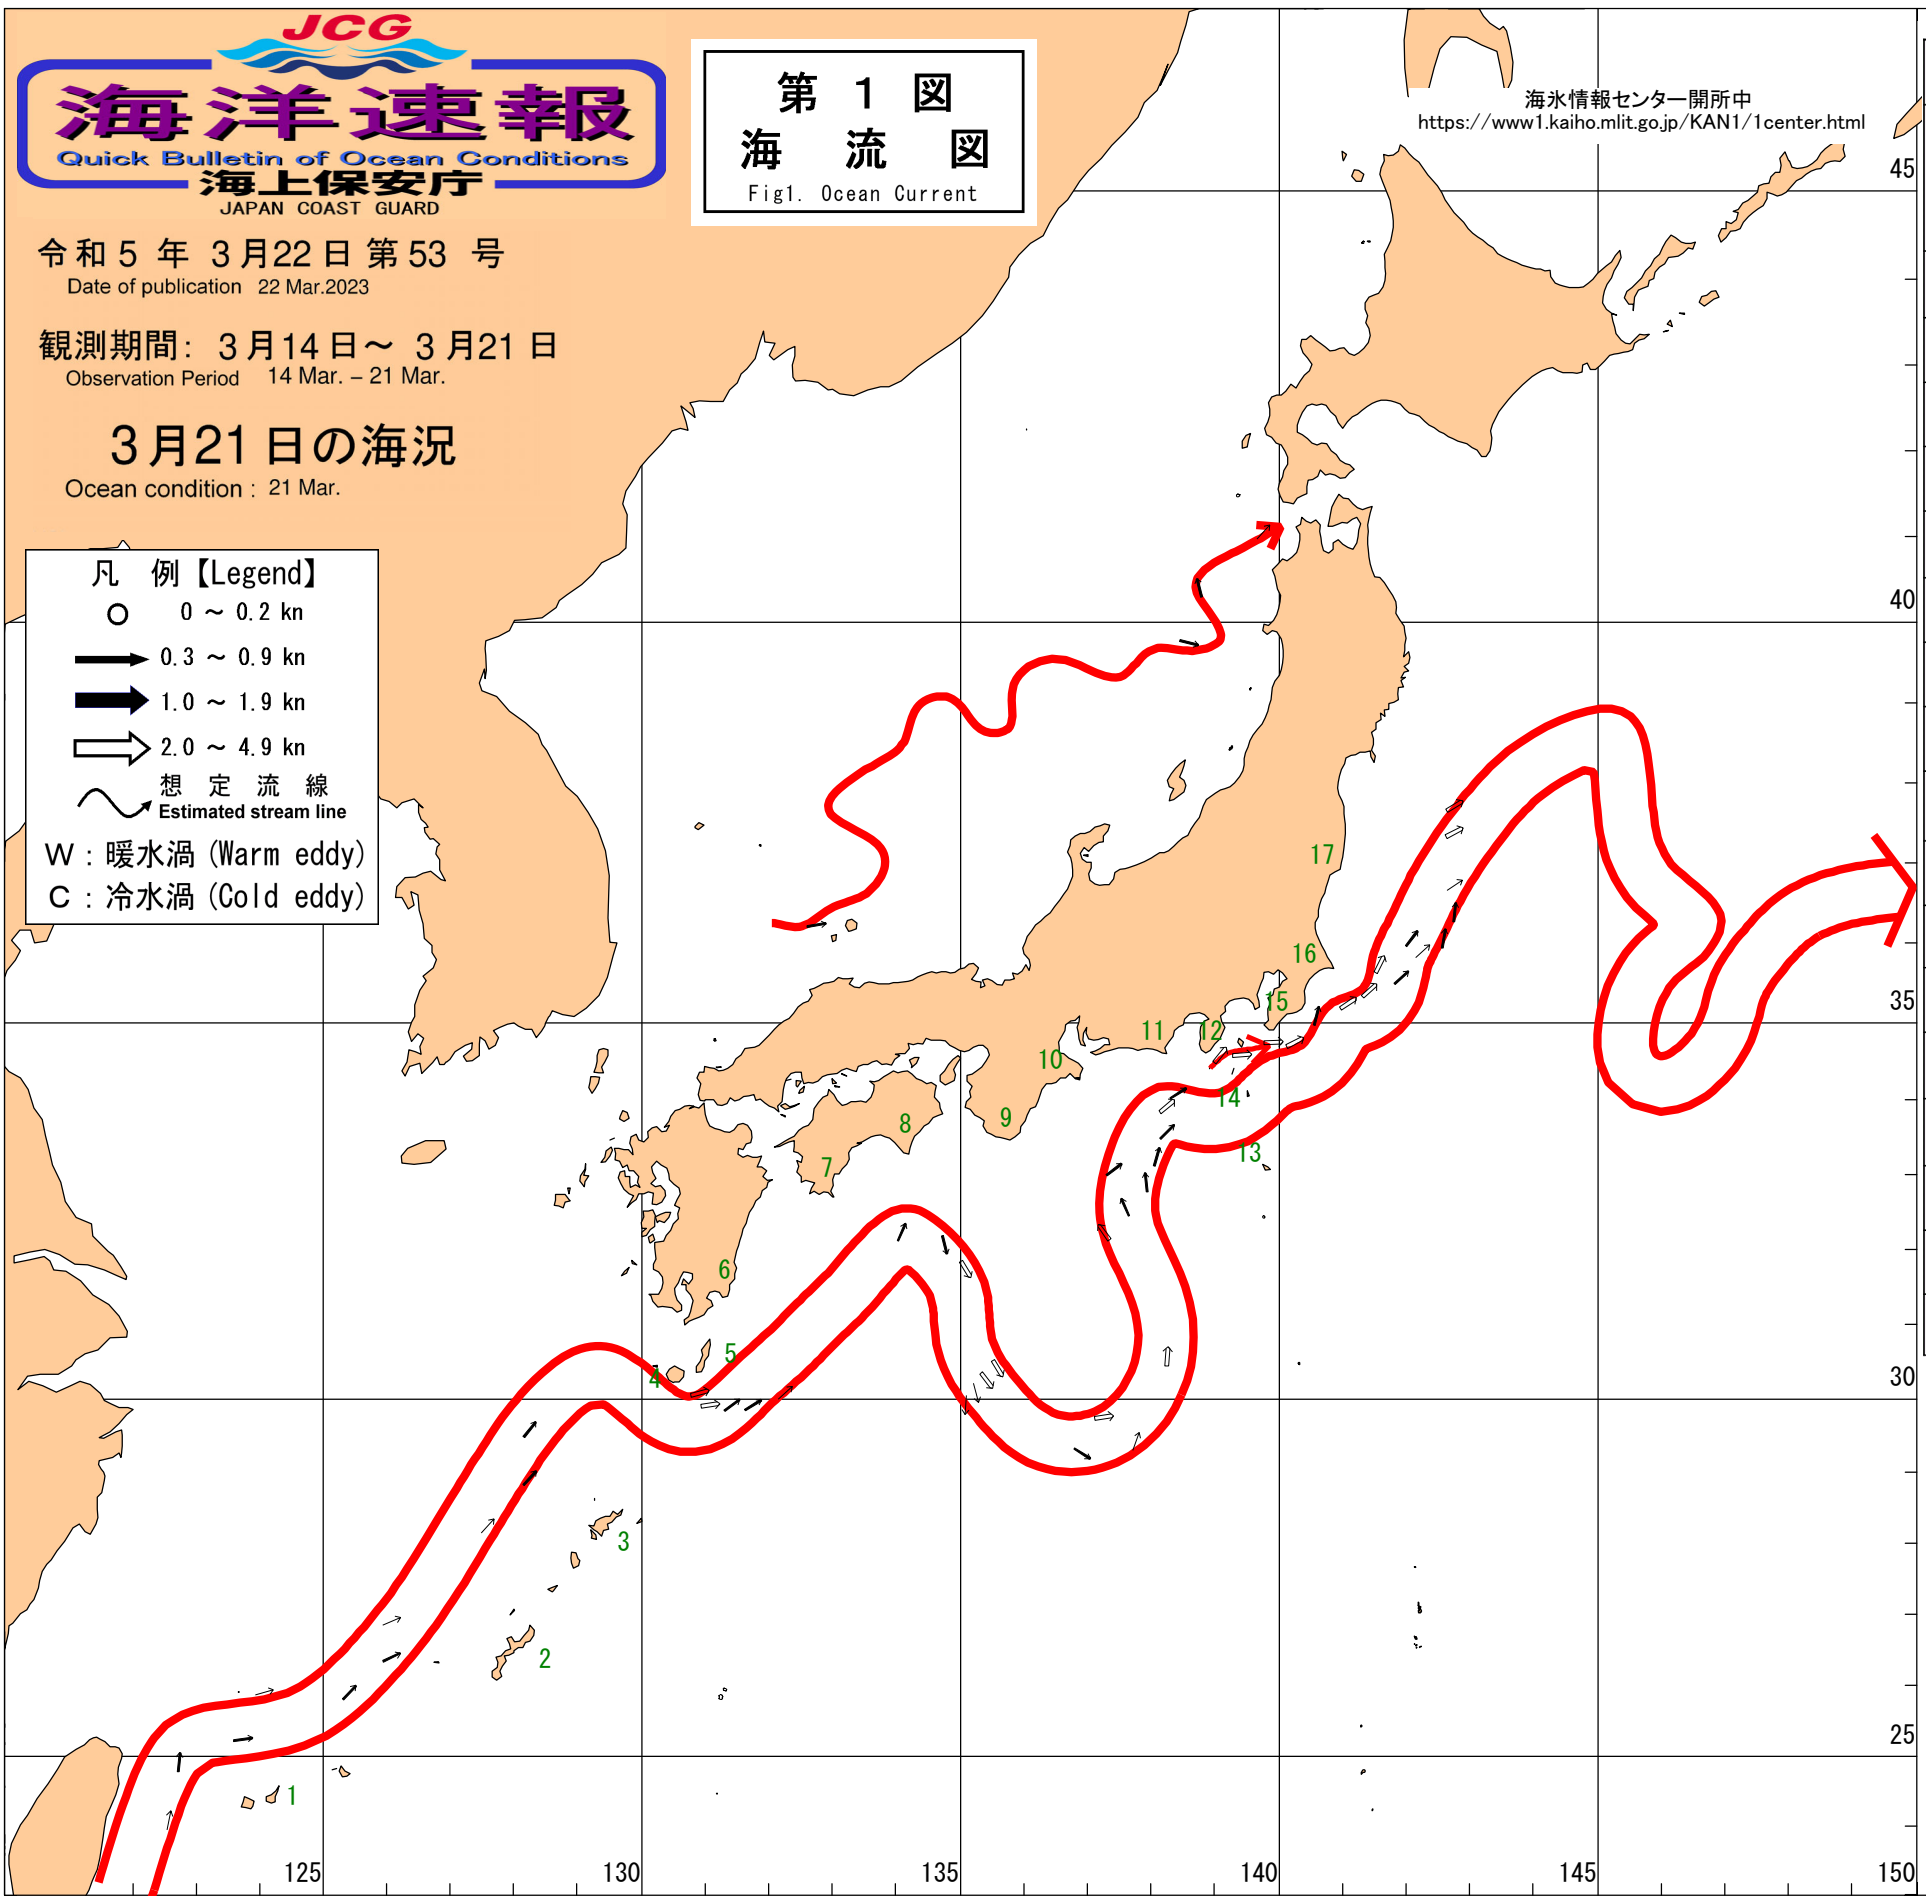 JCG
海洋速報
Quick Bulletin of Ocean Conditions
海上保安庁
JAPAN COAST GUARD
令和 5 年 3月22日 第53 号
Date of publication 22 Mar.2023
観測期間: 3月14日～ 3月21日
Observation Period 14 Mar. – 21 Mar.
3月21日の海況
Ocean condition : 21 Mar.
第 1 図
海 流 図
Fig1. Ocean Current
海氷情報センター開所中
https://www1.kaiho.mlit.go.jp/KAN1/1center.html
凡 例【Legend】
0 ～ 0.2 kn
0.3 ～ 0.9 kn
1.0 ～ 1.9 kn
2.0 ～ 4.9 kn
想 定 流 線
Estimated stream line
W : 暖水渦 (Warm eddy)
C : 冷水渦 (Cold eddy)
45
40
17
16
35
15
12
11
10
14
9
8
13
7
6
5
4
30
3
2
25
1
125
130
135
140
145
150